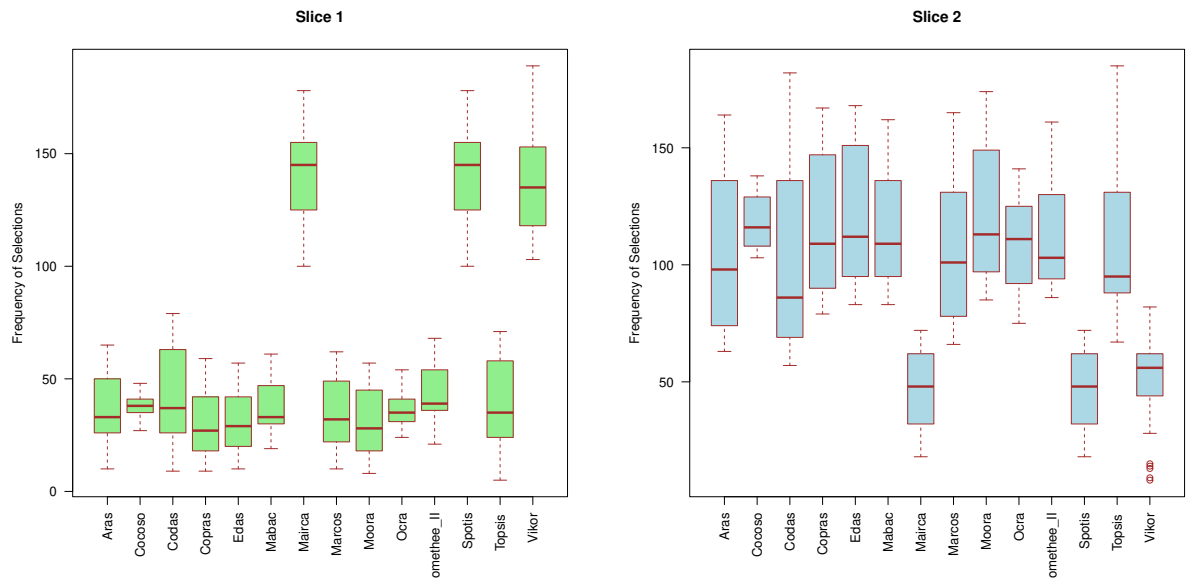 Slice 1
Frequency of Selections
150
100
50
0
Aras
Cocoso
Codas
Copras
Edas
Mabac
Mairca
Marcos
Moora
Ocra
omethee_II
Spotis
Topsis
Vikor
Slice 2
Frequency of Selections
150
100
50
Aras
Cocoso
Codas
Copras
Edas
Mabac
Mairca
Marcos
Moora
Ocra
omethee_II
Spotis
Topsis
Vikor